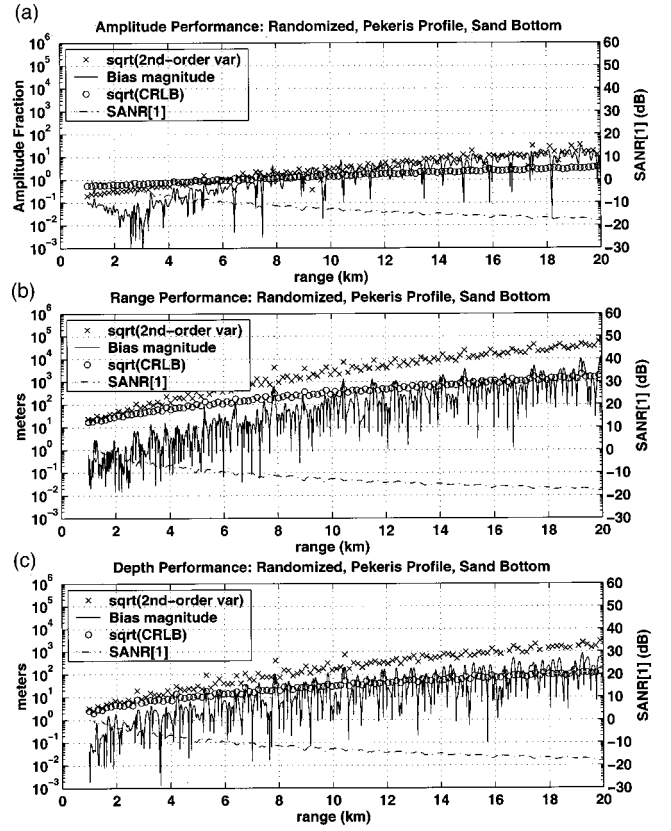 (a)
Amplitude Performance: Randomized, Pekeris Profile, Sand Bottom
10^6 60
10^5 50
10^4 40
10^3 30
10^2 20
10^1 10
10^0 0
10^-1 -10
10^-2 -20
10^-3 -30
× sqrt(2nd-order var)
Bias magnitude
o sqrt(CRLB)
SANR[1]
Amplitude Fraction
SANR[1] (dB)
0 2 4 6 8 10 12 14 16 18 20
range (km)
(b)
Range Performance: Randomized, Pekeris Profile, Sand Bottom
10^6 60
10^5 50
10^4 40
10^3 30
10^2 20
10^1 10
10^0 0
10^-1 -10
10^-2 -20
10^-3 -30
× sqrt(2nd-order var)
Bias magnitude
o sqrt(CRLB)
SANR[1]
meters
SANR[1] (dB)
0 2 4 6 8 10 12 14 16 18 20
range (km)
(c)
Depth Performance: Randomized, Pekeris Profile, Sand Bottom
10^6 60
10^5 50
10^4 40
10^3 30
10^2 20
10^1 10
10^0 0
10^-1 -10
10^-2 -20
10^-3 -30
× sqrt(2nd-order var)
Bias magnitude
o sqrt(CRLB)
SANR[1]
meters
SANR[1] (dB)
0 2 4 6 8 10 12 14 16 18 20
range (km)